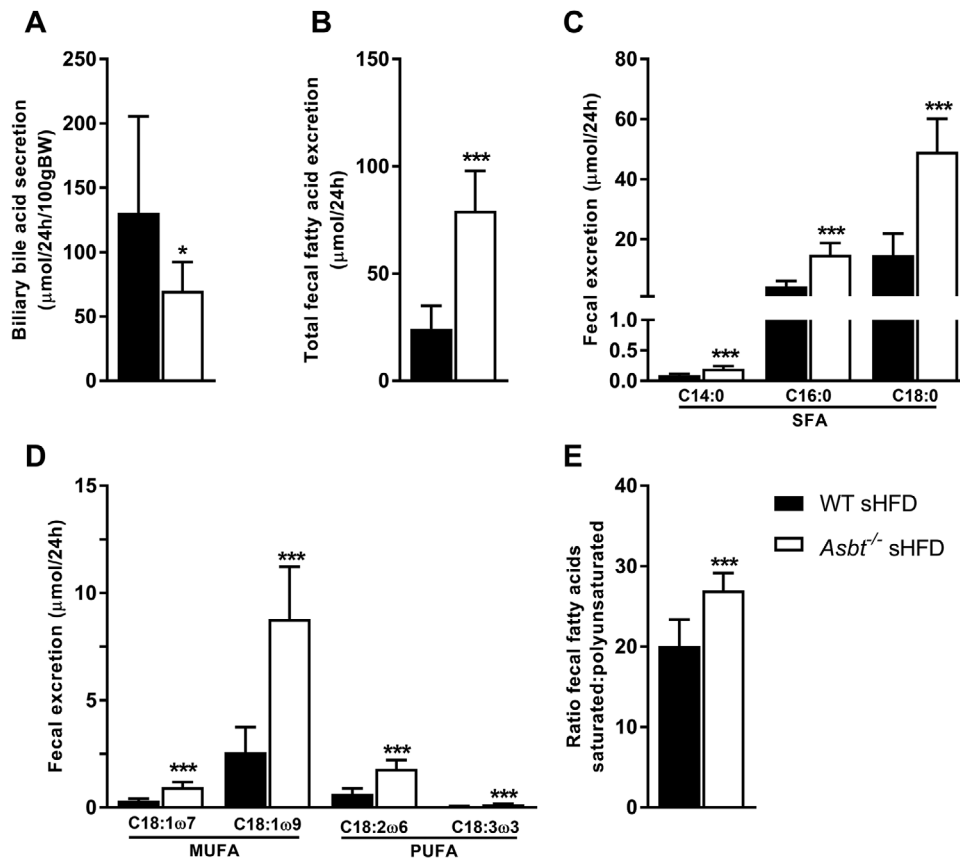 A
Biliary bile acid secretion
(μmol/24h/100gBW)
250
200
150
100
50
0
*
B
Total fecal fatty acid excretion
(μmol/24h)
150
100
50
0
***
C
Fecal excretion (μmol/24h)
80
60
40
20
1.0
0.5
0.0
***
***
***
C14:0 C16:0 C18:0
SFA
D
Fecal excretion (μmol/24h)
15
10
5
0
***
***
***
***
C18:1ω7 C18:1ω9 C18:2ω6 C18:3ω3
MUFA PUFA
E
Ratio fecal fatty acids
saturated:polyunsaturated
40
30
20
10
0
***
WT sHFD
Asbt-/- sHFD